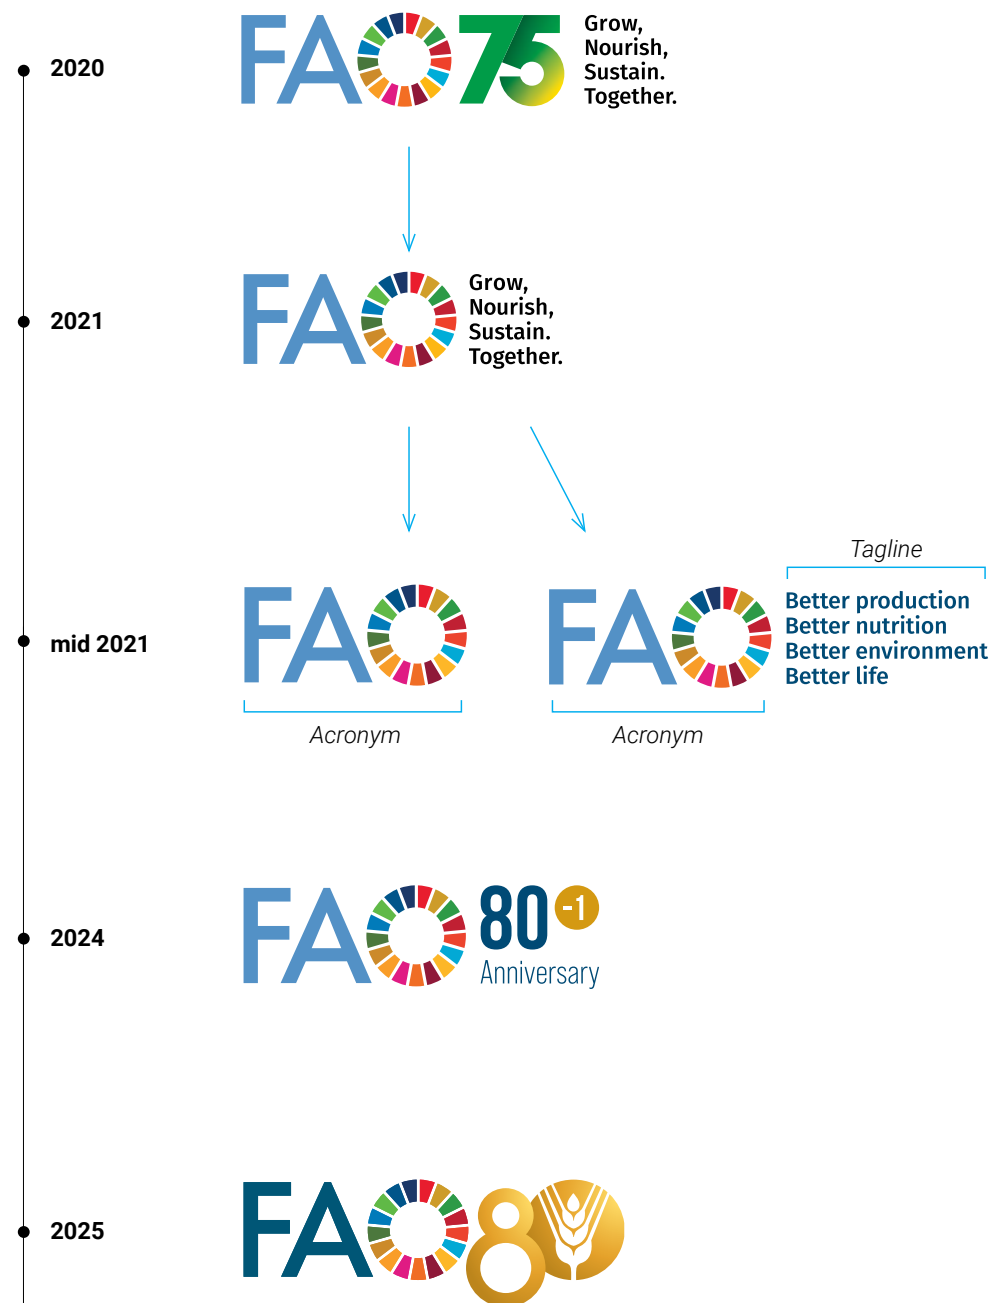 2020
FAO75
Grow,
Nourish,
Sustain.
Together.
2021
FAO
Grow,
Nourish,
Sustain.
Together.
mid 2021
FAO
Acronym
FAO
Acronym
Tagline
Better production
Better nutrition
Better environment
Better life
2024
FAO
80 -1
Anniversary
2025
FAO80